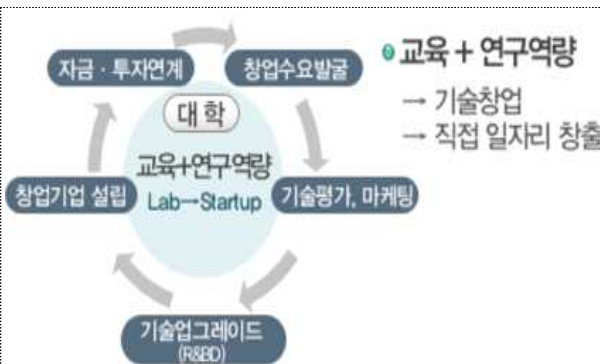 자금 · 투자연계
창업수요발굴
대학
교육+연구역량
Lab→Startup
창업기업 설립
기술평가, 마케팅
기술업그레이드
(R&BD)
교육 + 연구역량
→ 기술창업
→ 직접 일자리 창출